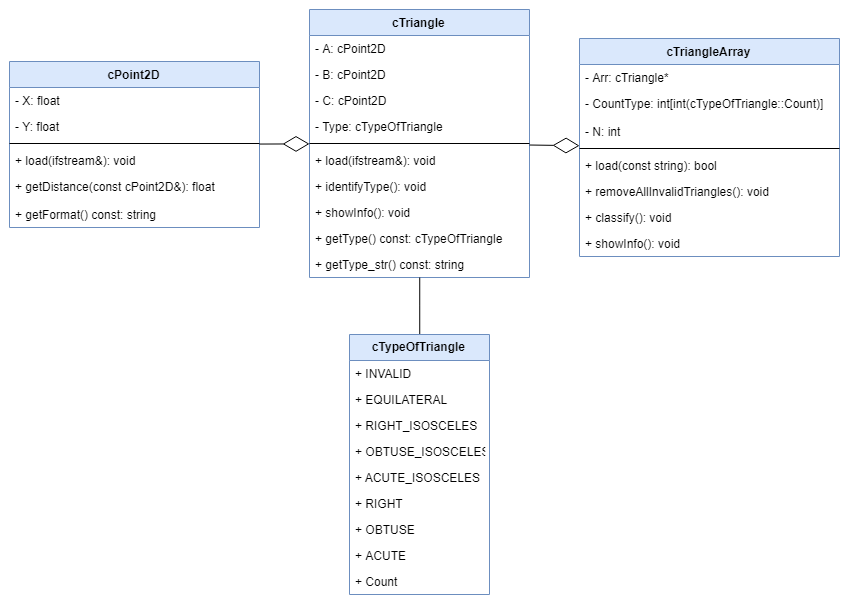 cPoint2D
- X: float
- Y: float
+ load(ifstream&): void
+ getDistance(const cPoint2D&): float
+ getFormat() const: string
cTriangle
- A: cPoint2D
- B: cPoint2D
- C: cPoint2D
- Type: cTypeOfTriangle
+ load(ifstream&): void
+ identifyType(): void
+ showInfo(): void
+ getType() const: cTypeOfTriangle
+ getType_str() const: string
cTriangleArray
- Arr: cTriangle*
- CountType: int[int(cTypeOfTriangle::Count)]
- N: int
+ load(const string): bool
+ removeAllInvalidTriangles(): void
+ classify(): void
+ showInfo(): void
cTypeOfTriangle
+ INVALID
+ EQUILATERAL
+ RIGHT_ISOSCELES
+ OBTUSE_ISOSCELES
+ ACUTE_ISOSCELES
+ RIGHT
+ OBTUSE
+ ACUTE
+ Count